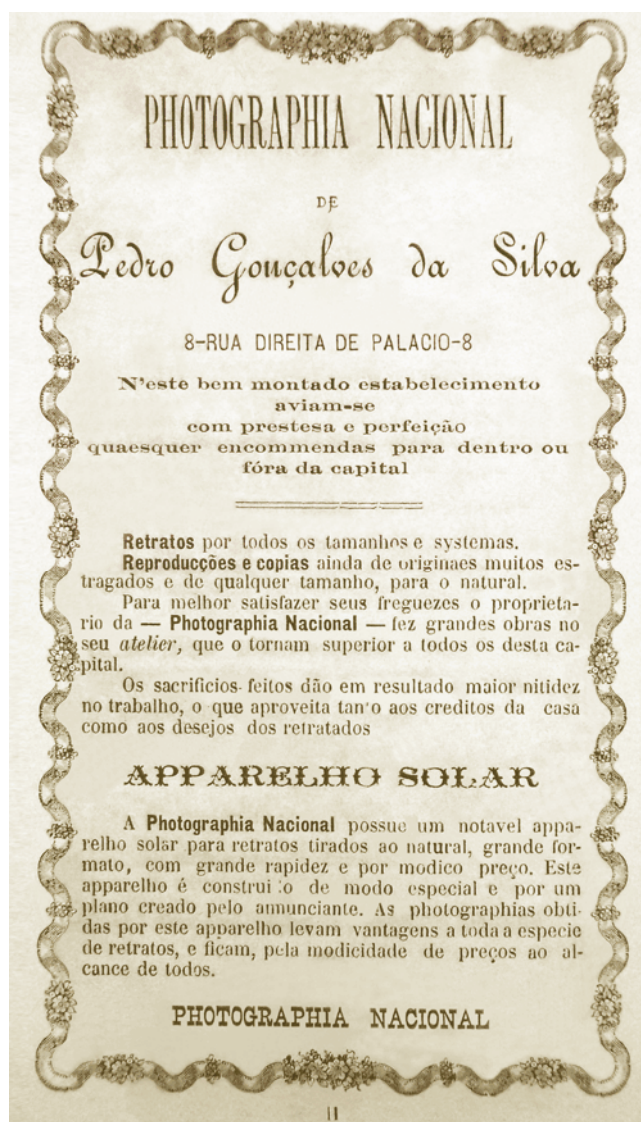 PHOTOGRAPHIA NACIONAL
DE
Pedro Gonçalves da Silva
8-RUA DIREITA DE PALACIO-8
N'este bem montado estabelecimento
aviam-se
com prestesa e perfeição
quaesquer encommendas para dentro ou
fóra da capital
Retratos por todos os tamanhos e systemas.
Reproducções e copias ainda de originaes muitos es-
tragados e de qualquer tamanho, para o natural.
Para melhor satisfazer seus freguezes o proprieta-
rio da — Photographia Nacional — fez grandes obras no
seu atelier, que o tornam superior a todos os desta ca-
pital.
Os sacrificios feitos dão em resultado maior nitidez
no trabalho, o que aproveita tan'o aos creditos da casa
como aos desejos dos retratados
APPARELHO SOLAR
A Photographia Nacional possue um notavel appa-
relho solar para retratos tirados ao natural, grande for-
mato, com grande rapidez e por modico preço. Este
apparelho é construi:o de modo especial e por um
plano creado pelo annunciante. As photographias obti-
das por este apparelho levam vantagens a toda a especie
de retratos, e ficam, pela modicidade de preços ao al-
cance de todos.
PHOTOGRAPHIA NACIONAL
11